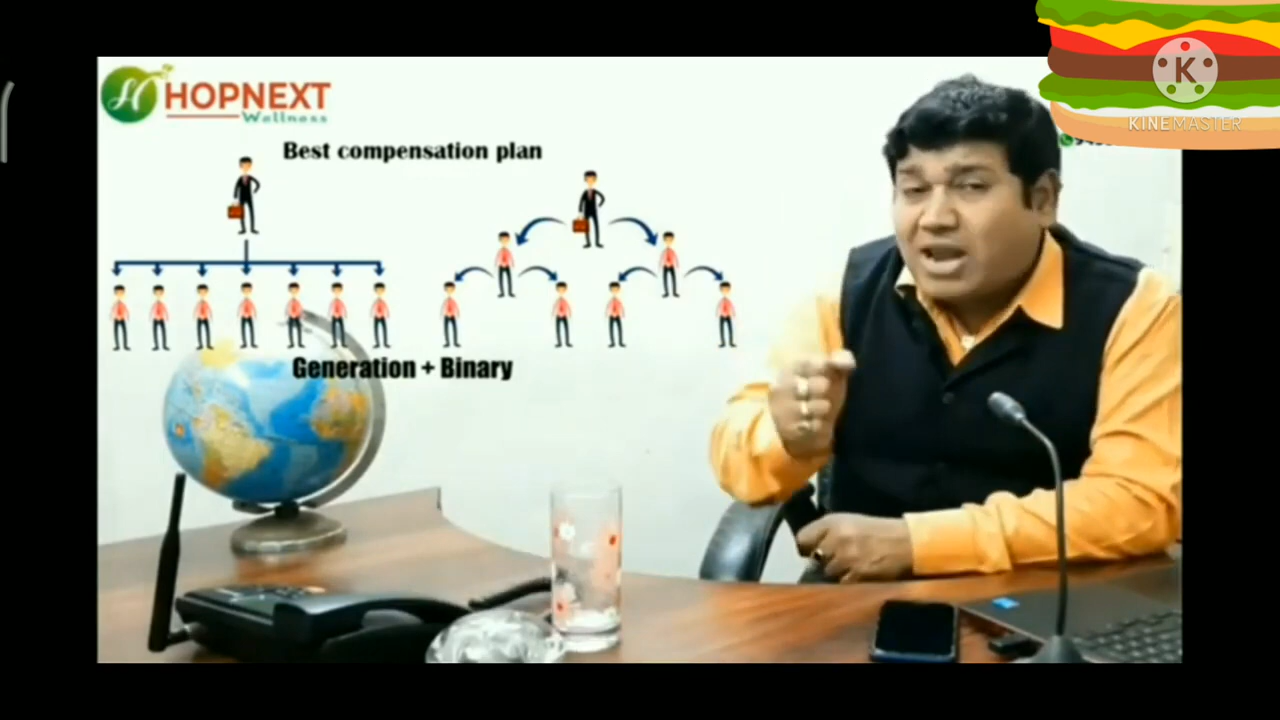 HOPNEXT
Wellness
Best compensation plan
Generation + Binary
K
KINEMASTER